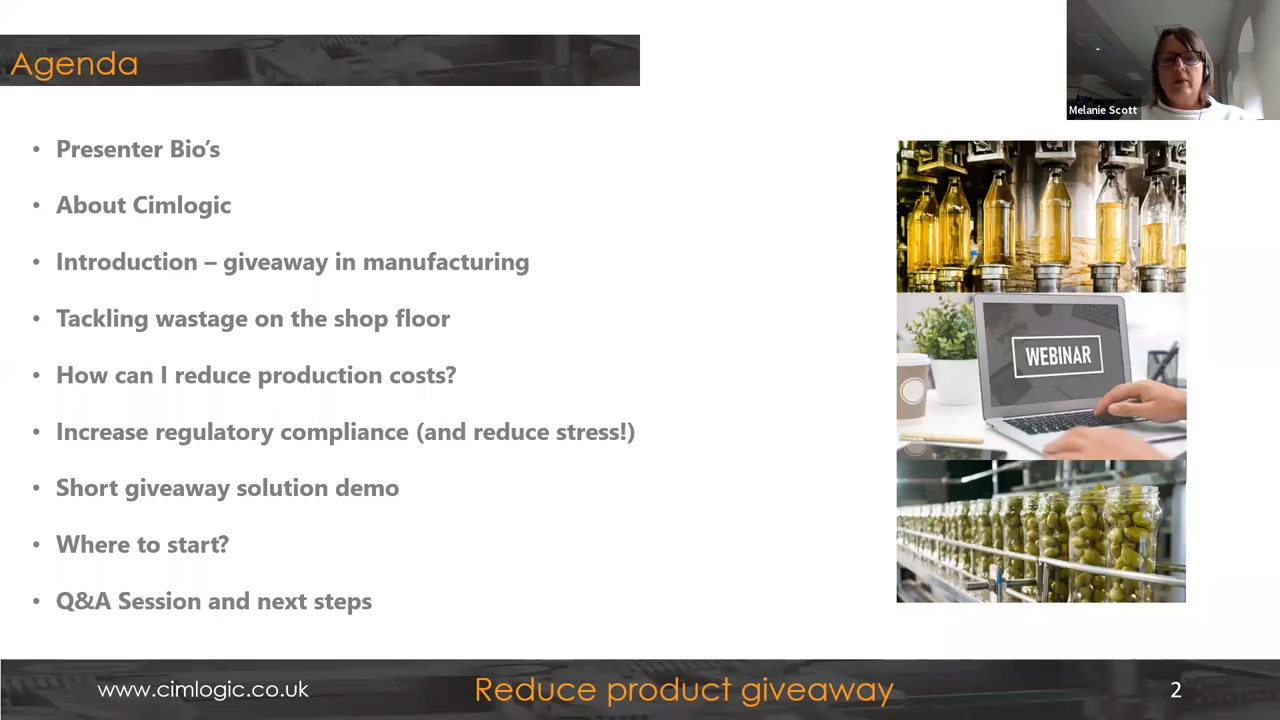 Agenda
Melanie Scott
• Presenter Bio’s
• About Cimlogic
• Introduction – giveaway in manufacturing
• Tackling wastage on the shop floor
• How can I reduce production costs?
• Increase regulatory compliance (and reduce stress!)
• Short giveaway solution demo
• Where to start?
• Q&A Session and next steps
WEBINAR
www.cimlogic.co.uk
Reduce product giveaway
2